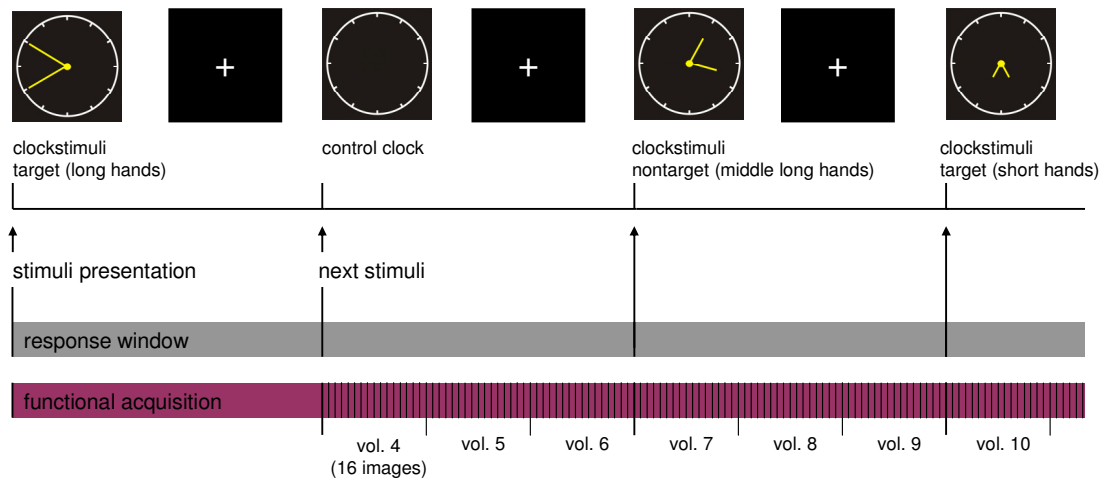 clockstimuli
target (long hands)
control clock
clockstimuli
nontarget (middle long hands)
clockstimuli
target (short hands)
stimuli presentation
next stimuli
response window
functional acquisition
vol. 4
(16 images)
vol. 5
vol. 6
vol. 7
vol. 8
vol. 9
vol. 10